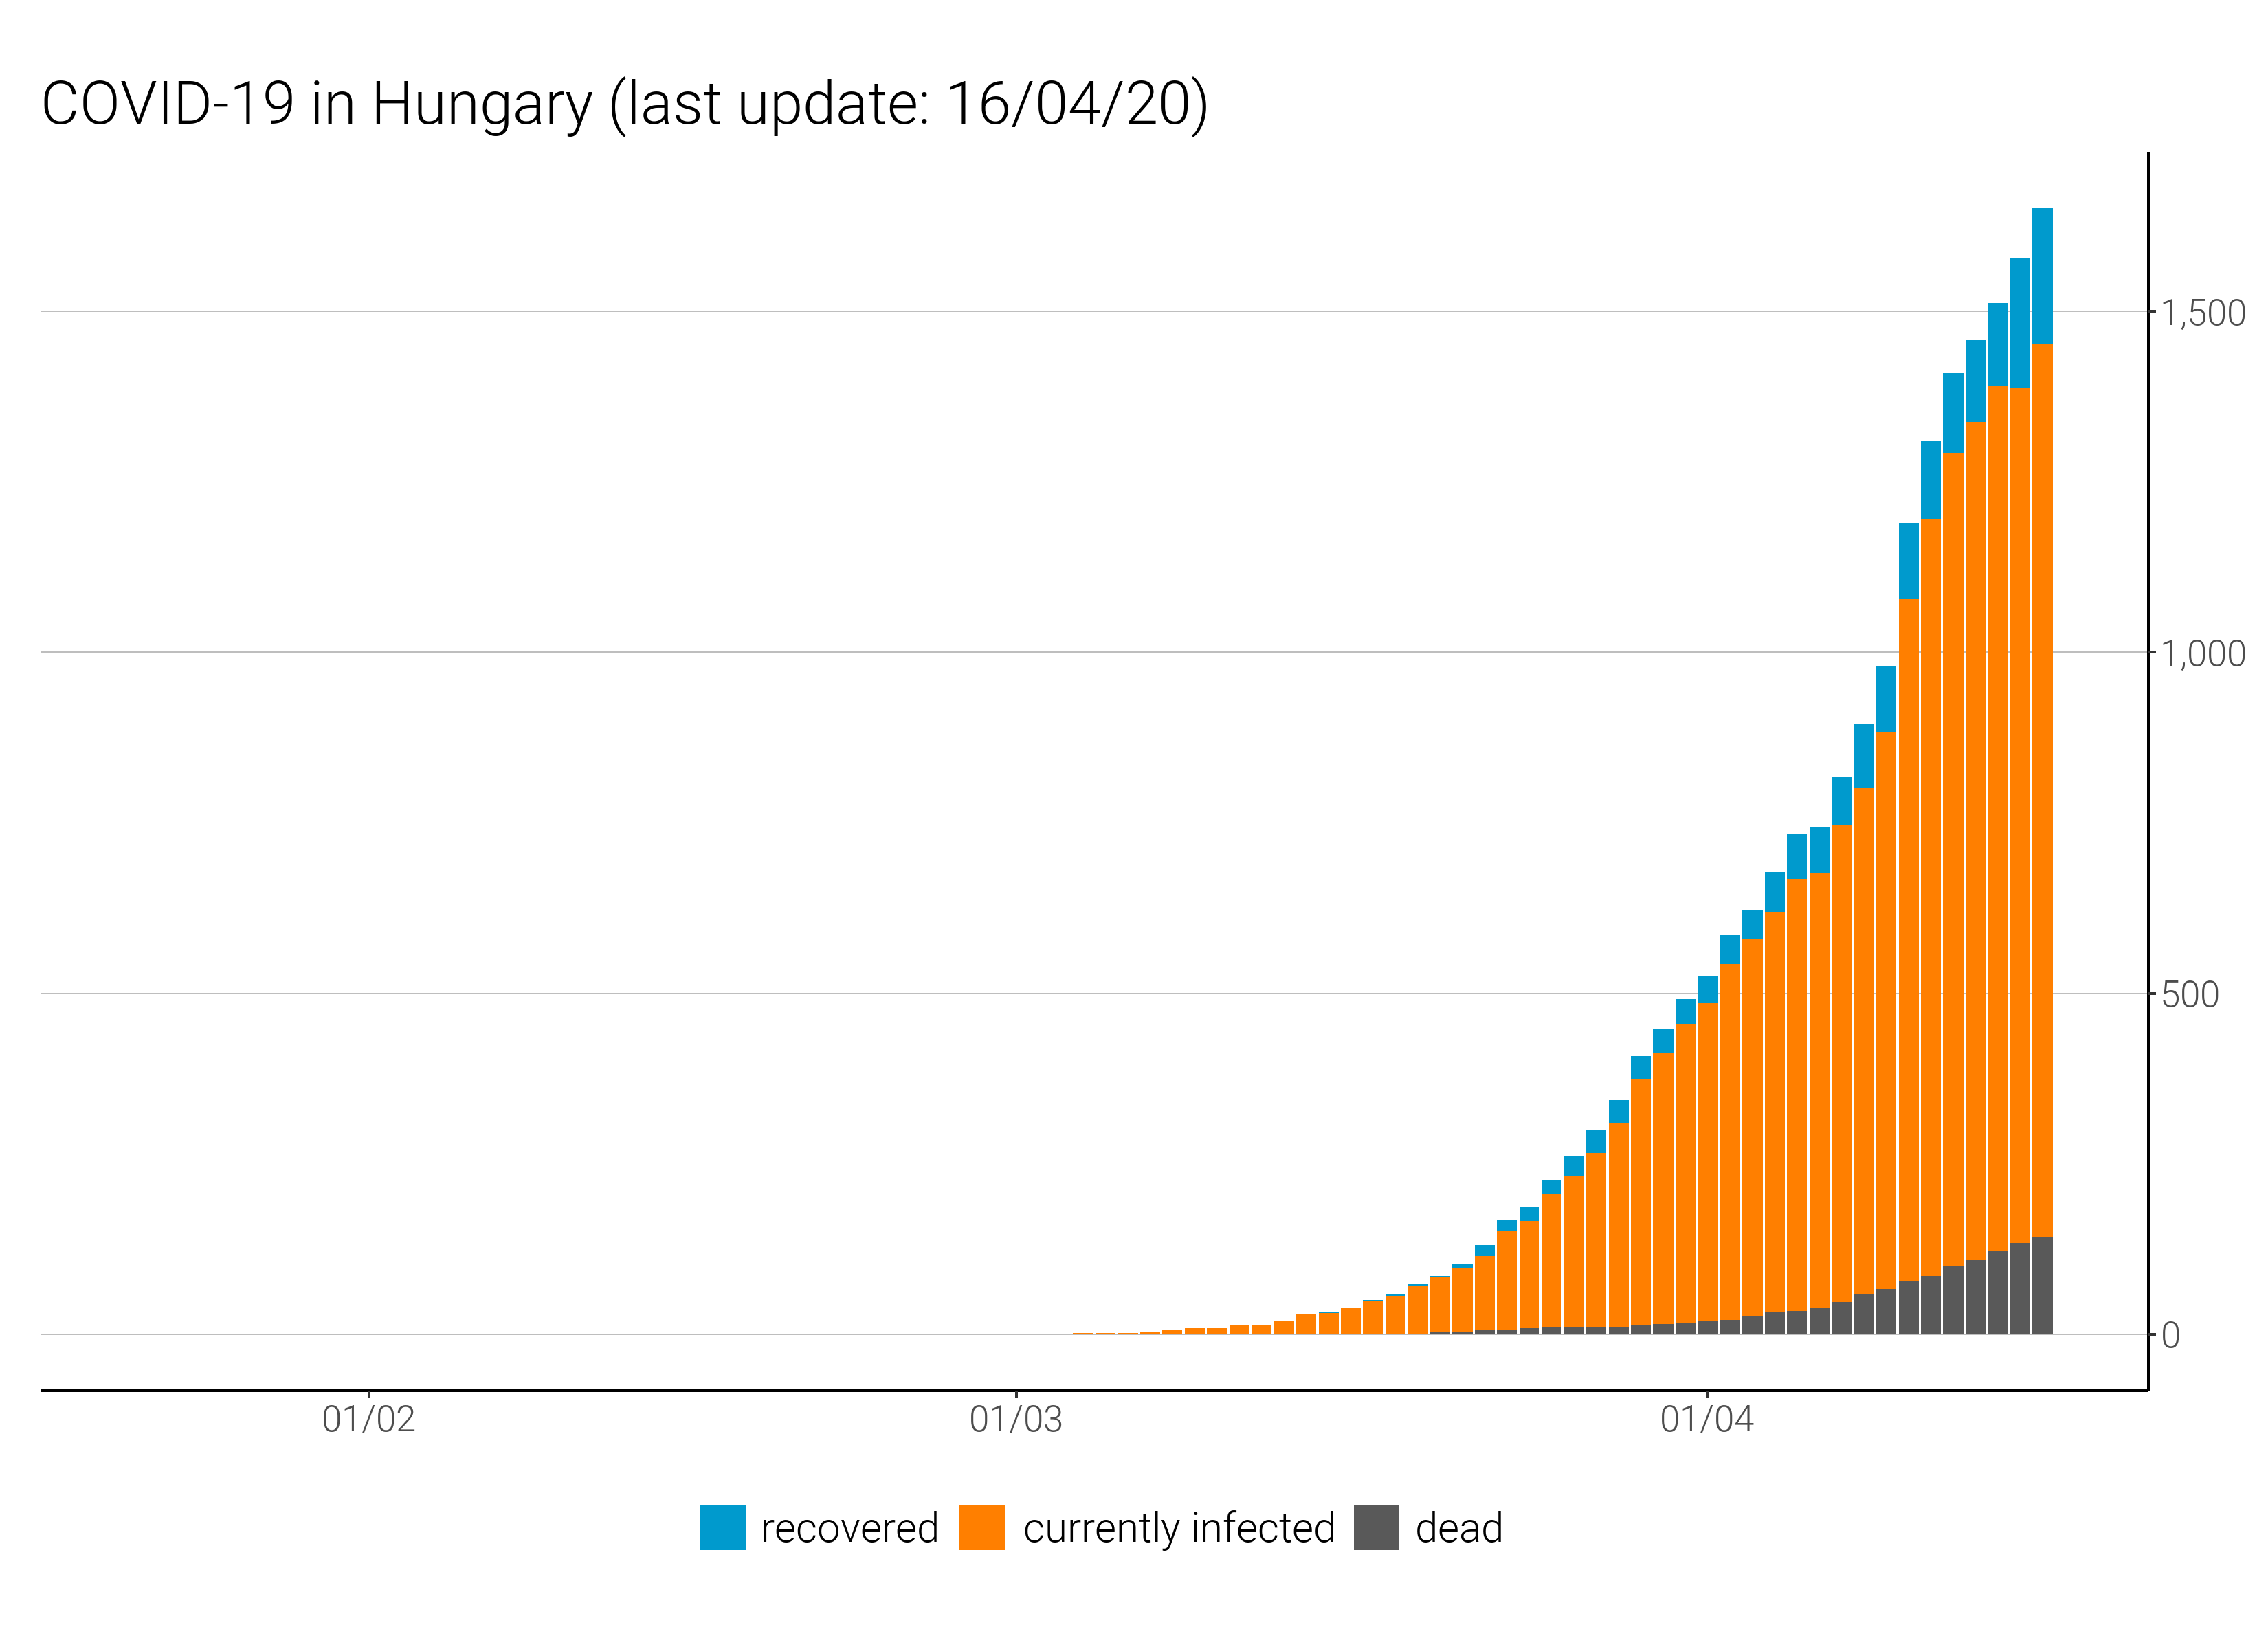 COVID-19 in Hungary (last update: 16/04/20)
1,500
1,000
500
0
01/02 01/03 01/04
recovered currently infected dead